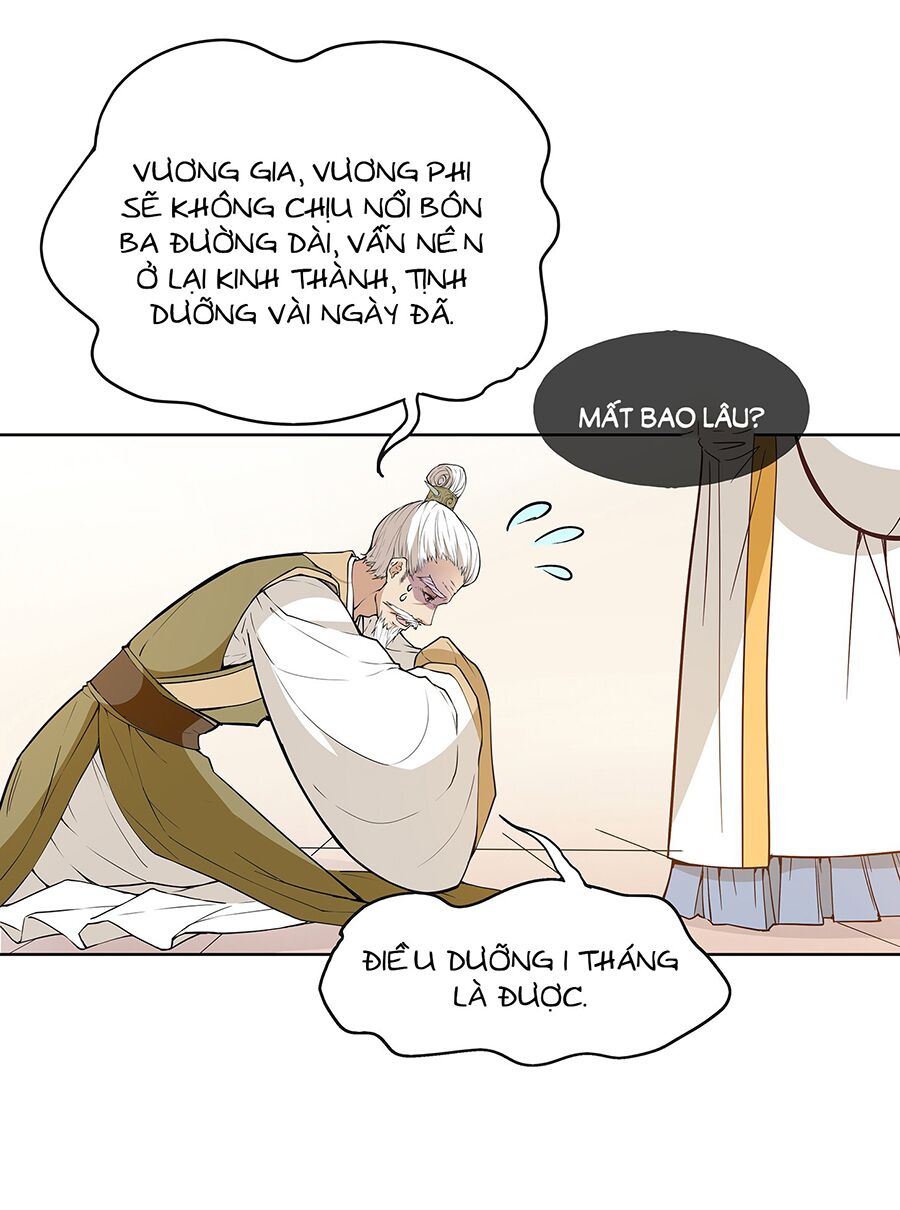 VƯƠNG GIA, VƯƠNG PHI
SẼ KHÔNG CHỊU NỔI BÔN
BA ĐƯỜNG DÀI, VẪN NÊN
Ở LẠI KINH THÀNH, TỊNH
DƯỠNG VÀI NGÀY ĐÃ.
MẤT BAO LÂU?
ĐIỀU DƯỠNG 1 THÁNG
LÀ ĐƯỢC.